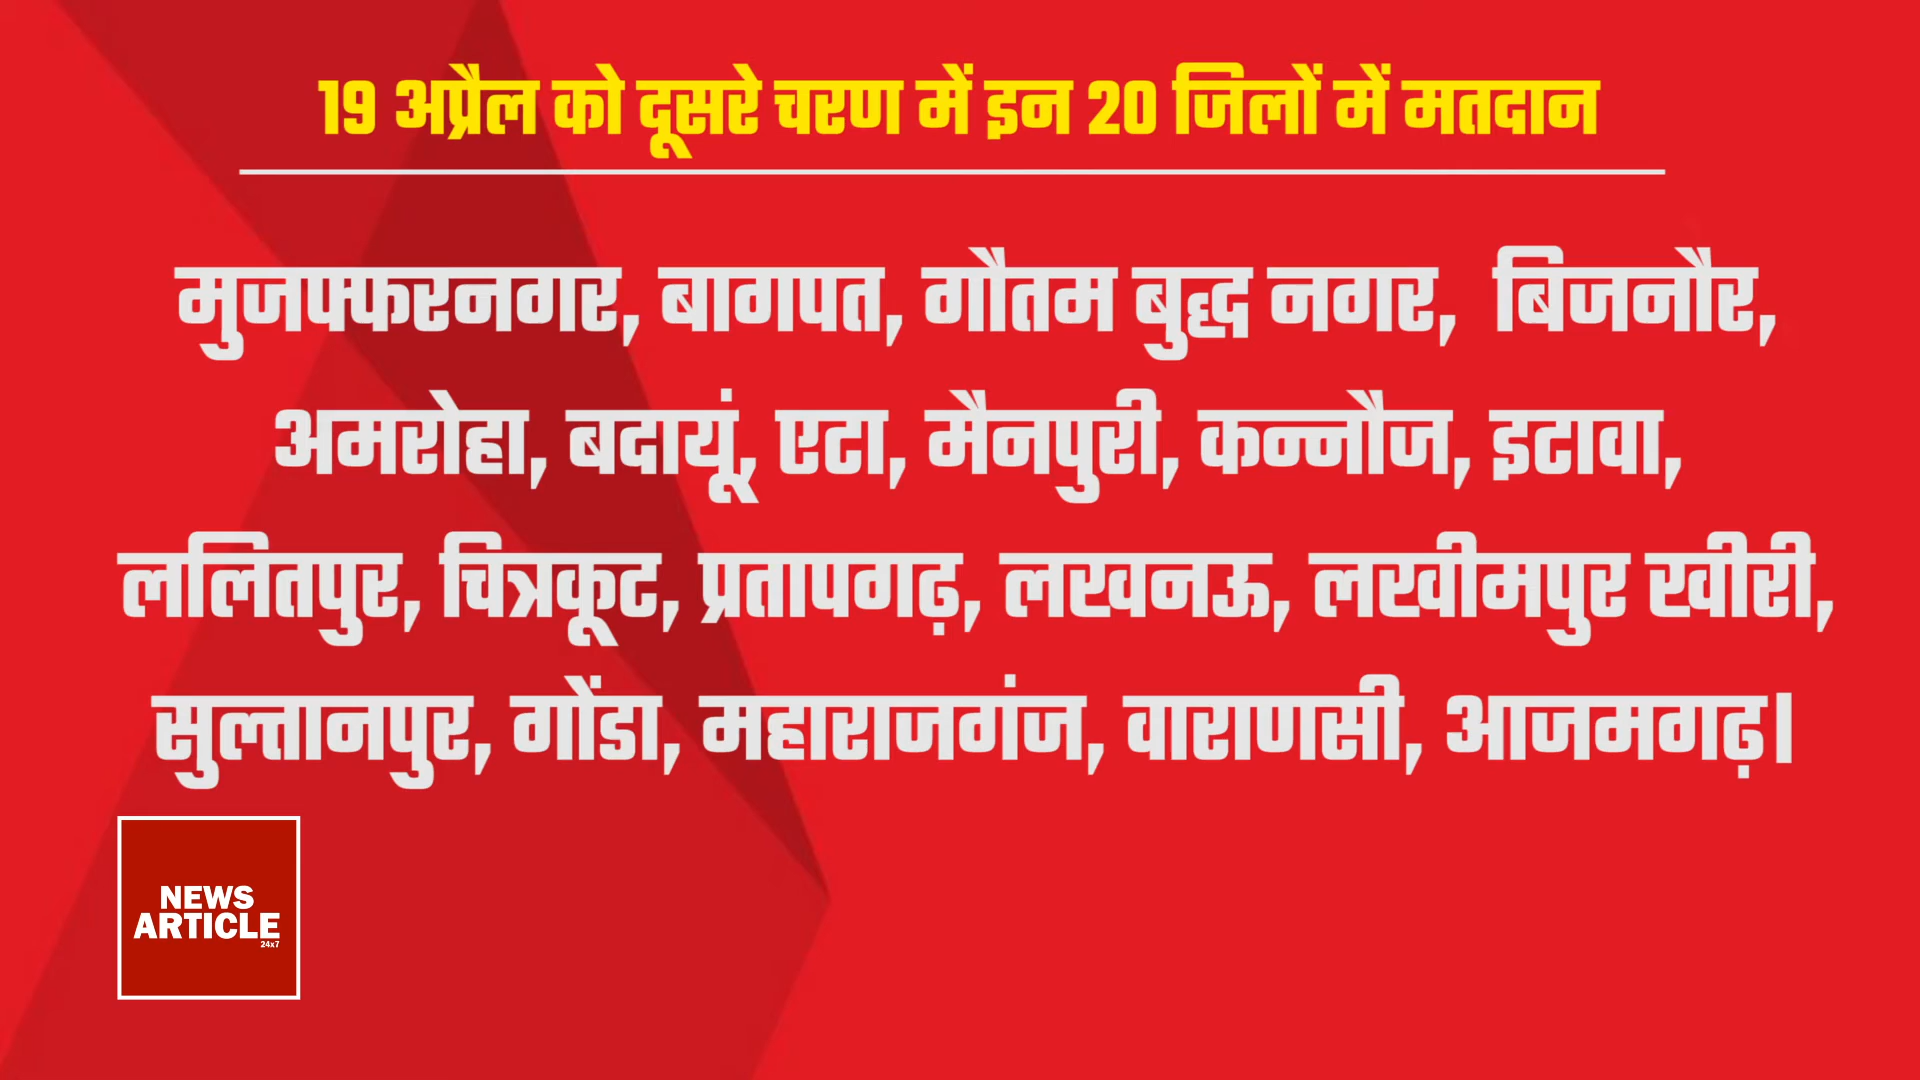 19 अप्रैल को दूसरे चरण में इन 20 जिलों में मतदान
मुजफ्फरनगर, बागपत, गौतम बुद्ध नगर, बिजनौर,
अमरोहा, बदायूं, एटा, मैनपुरी, कन्नौज, इटावा,
ललितपुर, चित्रकूट, प्रतापगढ़, लखनऊ, लखीमपुर खीरी,
सुल्तानपुर, गोंडा, महाराजगंज, वाराणसी, आजमगढ़।
NEWS
ARTICLE
24x7